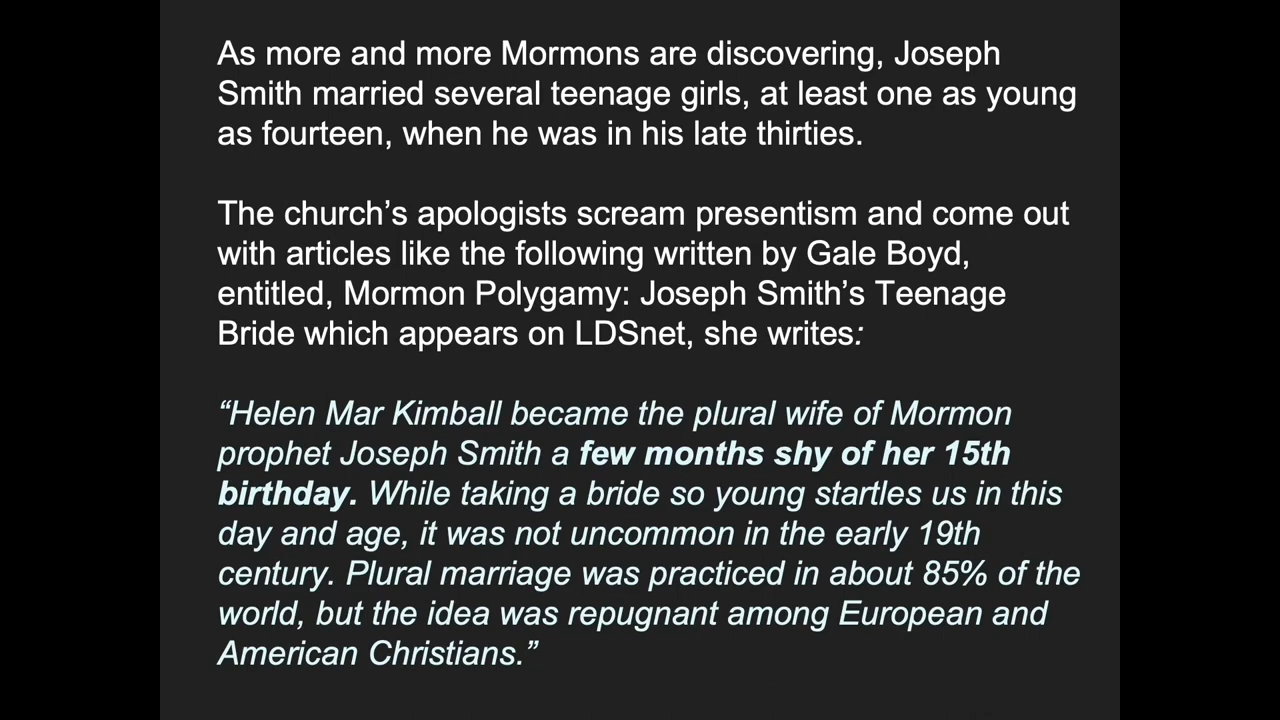 As more and more Mormons are discovering, Joseph
Smith married several teenage girls, at least one as young
as fourteen, when he was in his late thirties.
The church’s apologists scream presentism and come out
with articles like the following written by Gale Boyd,
entitled, Mormon Polygamy: Joseph Smith’s Teenage
Bride which appears on LDSnet, she writes:
“Helen Mar Kimball became the plural wife of Mormon
prophet Joseph Smith a few months shy of her 15th
birthday. While taking a bride so young startles us in this
day and age, it was not uncommon in the early 19th
century. Plural marriage was practiced in about 85% of the
world, but the idea was repugnant among European and
American Christians.”